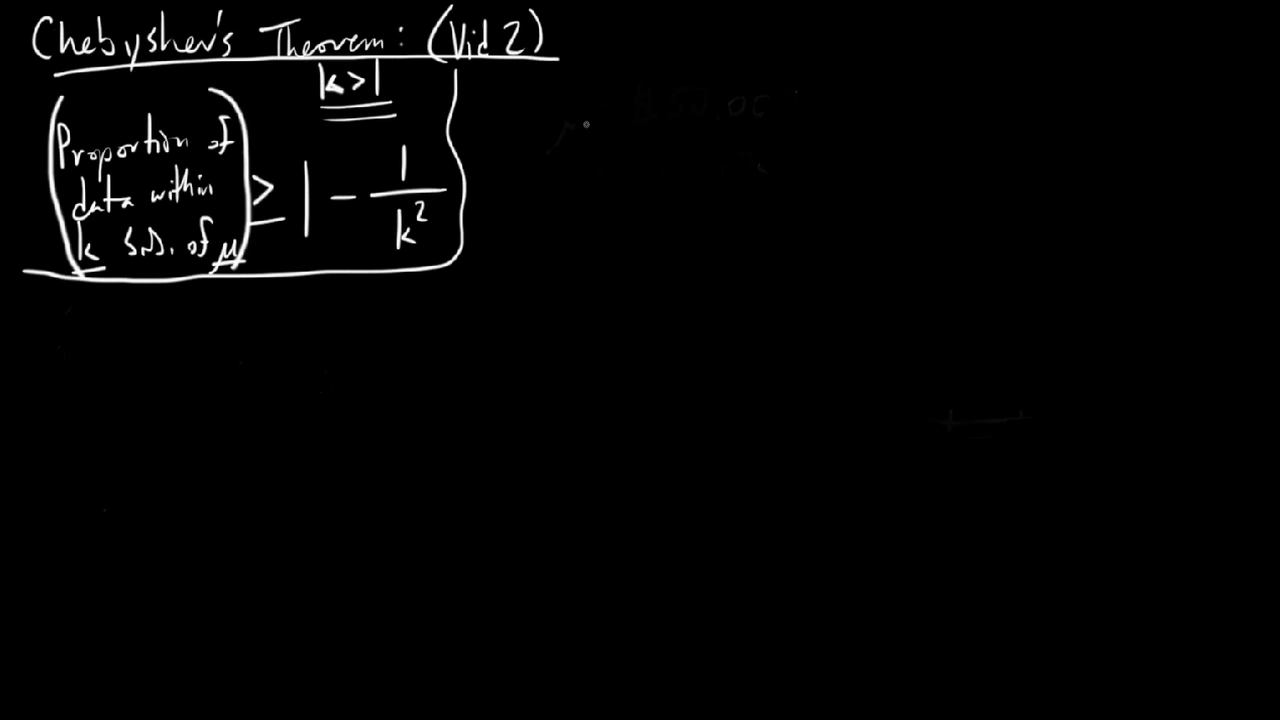 Chebyshev's Theorem: (Vid 2)
k > 1
(Proportion of
data within
k S.D. of μ) ≥ 1 - 1/k²